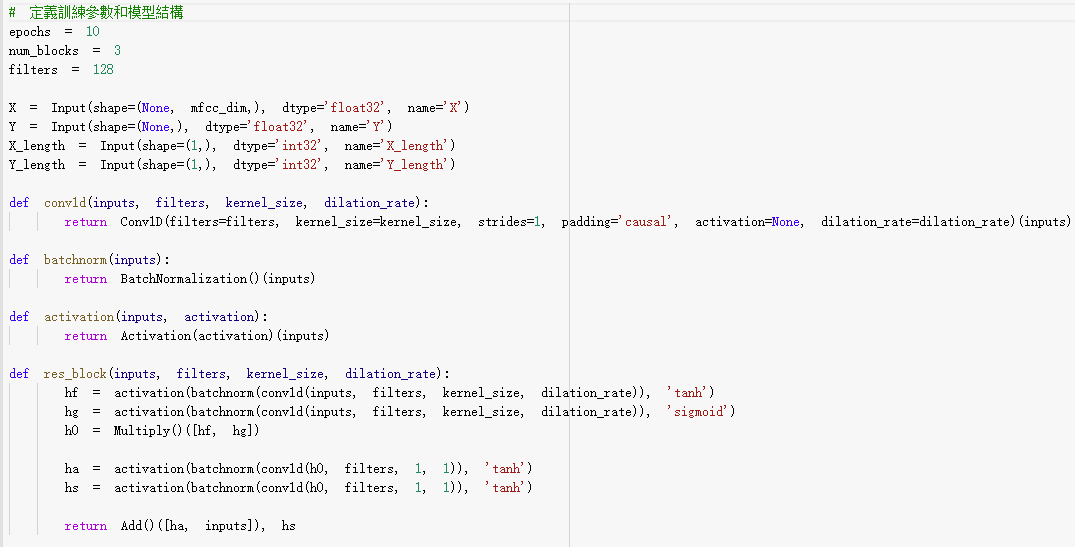 # 定義訓練參數和模型結構
epochs = 10
num_blocks = 3
filters = 128
X = Input(shape=(None, mfcc_dim,), dtype='float32', name='X')
Y = Input(shape=(None,), dtype='float32', name='Y')
X_length = Input(shape=(1,), dtype='int32', name='X_length')
Y_length = Input(shape=(1,), dtype='int32', name='Y_length')
def conv1d(inputs, filters, kernel_size, dilation_rate):
    return Conv1D(filters=filters, kernel_size=kernel_size, strides=1, padding='causal', activation=None, dilation_rate=dilation_rate)(inputs)
def batchnorm(inputs):
    return BatchNormalization()(inputs)
def activation(inputs, activation):
    return Activation(activation)(inputs)
def res_block(inputs, filters, kernel_size, dilation_rate):
    hf = activation(batchnorm(conv1d(inputs, filters, kernel_size, dilation_rate)), 'tanh')
    hg = activation(batchnorm(conv1d(inputs, filters, kernel_size, dilation_rate)), 'sigmoid')
    h0 = Multiply()([hf, hg])
    ha = activation(batchnorm(conv1d(h0, filters, 1, 1)), 'tanh')
    hs = activation(batchnorm(conv1d(h0, filters, 1, 1)), 'tanh')
    return Add()([ha, inputs]), hs